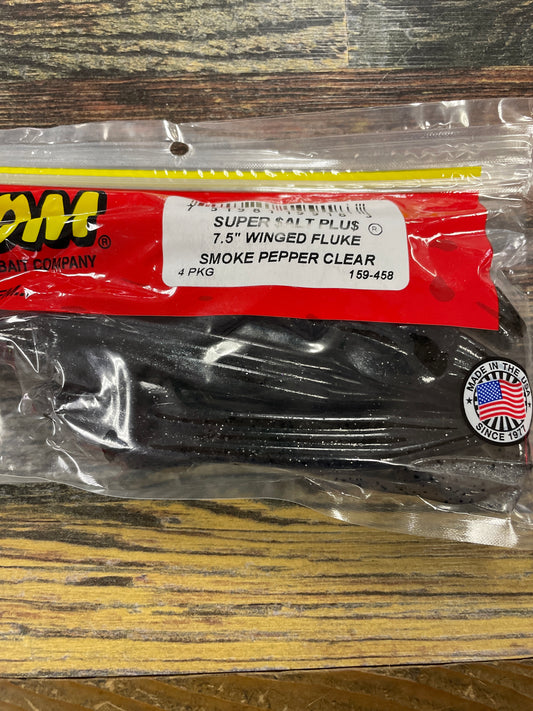 OM®
BAIT COMPANY
SUPER $ALT PLU$ ®
7.5" WINGED FLUKE
SMOKE PEPPER CLEAR
4 PKG 159-458
MADE IN THE USA
SINCE 1977